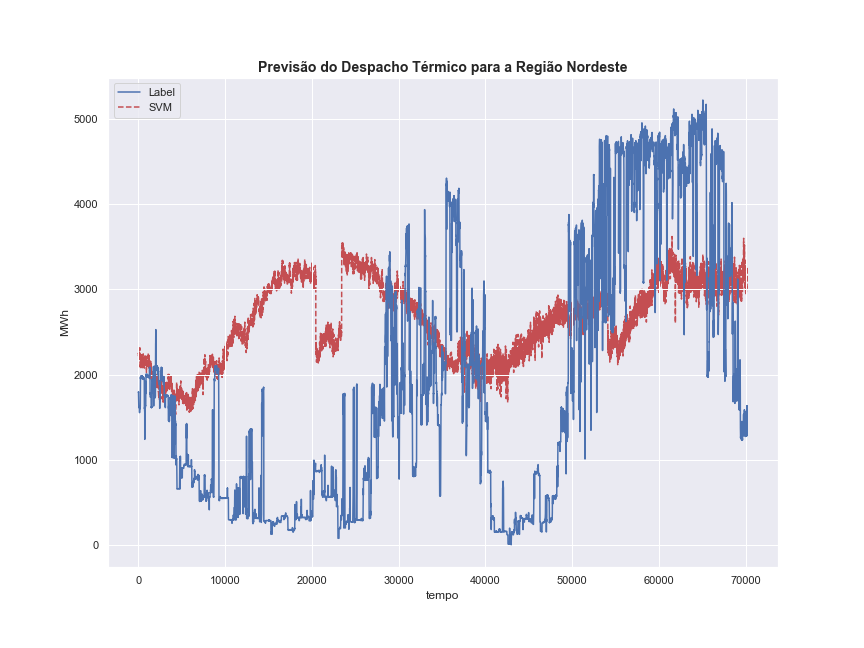 Previsão do Despacho Térmico para a Região Nordeste
Label
SVM
5000
4000
3000
2000
1000
0
MWh
0 10000 20000 30000 40000 50000 60000 70000
tempo